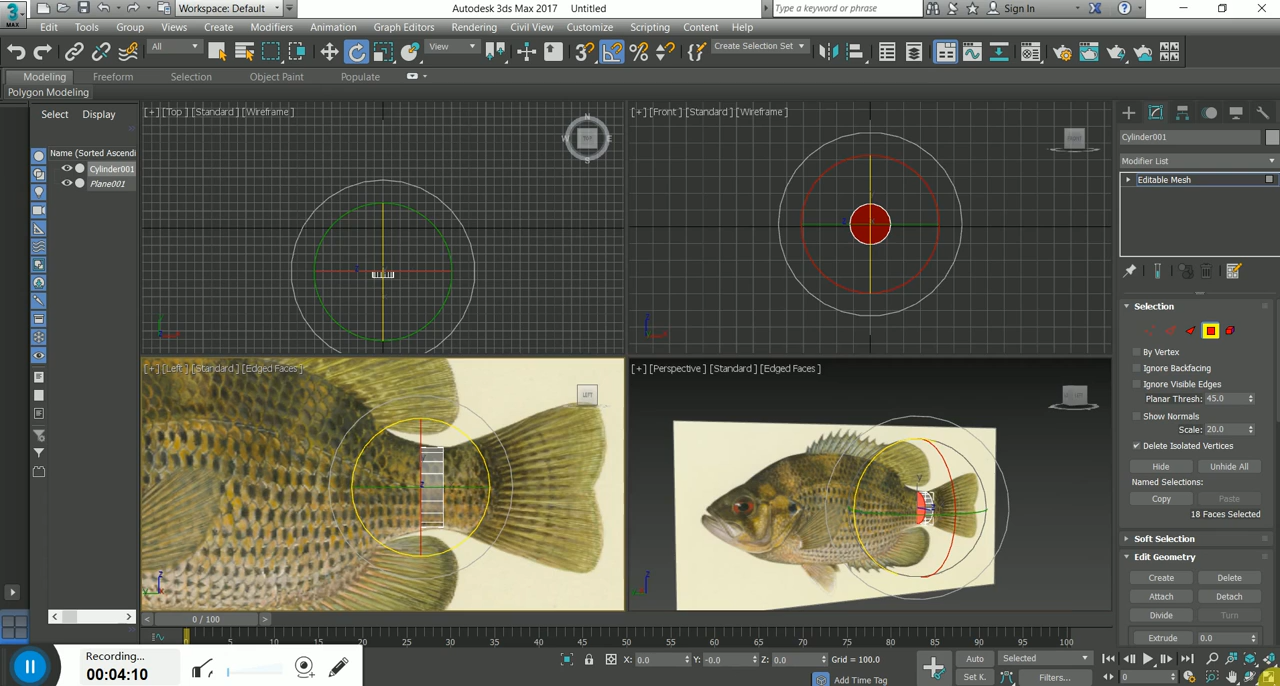 3
MAX
Workspace: Default
Autodesk 3ds Max 2017 Untitled
Type a keyword or phrase
Sign In
Edit Tools Group Views Create Modifiers Animation Graph Editors Rendering Civil View Customize Scripting Content Help
All
View
Create Selection Set
Modeling Freeform Selection Object Paint Populate
Polygon Modeling
Select Display
Name (Sorted Ascendi
Cylinder001
Plane001
[+] [Top ] [Standard ] [Wireframe ]
N
W E
S
TOP
[+] [Front ] [Standard ] [Wireframe ]
FRONT
[+] [Left ] [Standard ] [Edged Faces ]
LEFT
[+] [Perspective ] [Standard ] [Edged Faces ]
Cylinder001
Modifier List
Editable Mesh
Selection
By Vertex
Ignore Backfacing
Ignore Visible Edges
Planar Thresh: 45.0
Show Normals
Scale: 20.0
Delete Isolated Vertices
Hide Unhide All
Named Selections:
Copy Paste
18 Faces Selected
Soft Selection
Edit Geometry
Create Delete
Attach Detach
Divide Turn
Extrude 0.0
< 0 / 100 >
0 5 10 15 20 25 30 35 40 45 50 55 60 65 70 75 80 85 90 95 100
Recording...
00:04:10
X: 0.0 Y: -0.0 Z: 0.0 Grid = 100.0
Add Time Tag
Auto Selected
Set K. Filters...
0